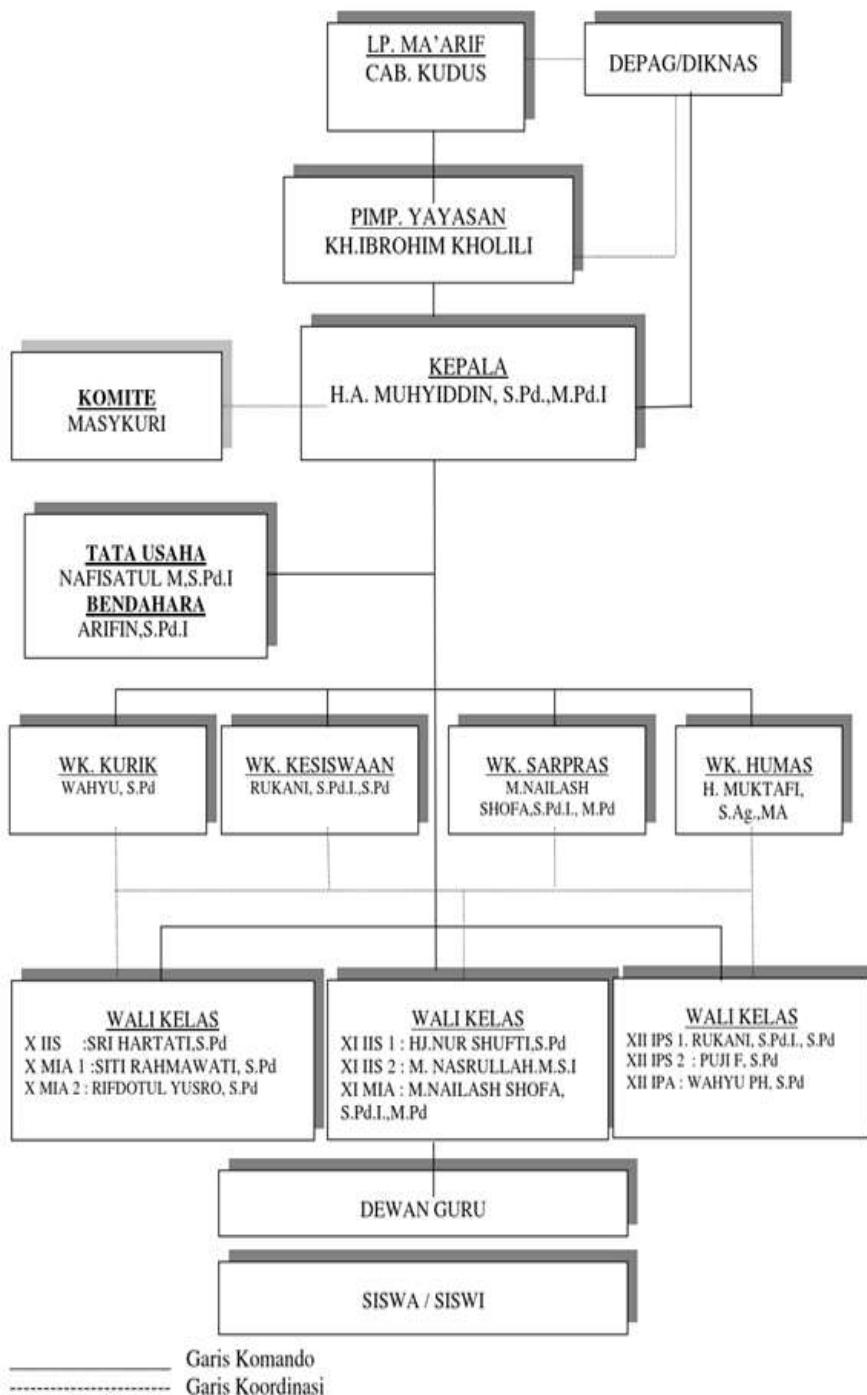 LP. MA'ARIF
CAB. KUDUS
DEPAG/DIKNAS
PIMP. YAYASAN
KH.IBROHIM KHOLILI
KEPALA
H.A. MUHYIDDIN, S.Pd.,M.Pd.I
KOMITE
MASYKURI
TATA USAHA
NAFISATUL M,S.Pd.I
BENDAHARA
ARIFIN,S.Pd.I
WK. KURIK
WAHYU, S.Pd
WK. KESISWAAN
RUKANI, S.Pd.I.,S.Pd
WK. SARPRAS
M.NAILASH
SHOFA,S.Pd.I., M.Pd
WK. HUMAS
H. MUKTAFI,
S.Ag.,MA
WALI KELAS
X IIS :SRI HARTATI,S.Pd
X MIA 1 :SITI RAHMAWATI, S.Pd
X MIA 2 : RIFDOTUL YUSRO, S.Pd
WALI KELAS
XI IIS 1 : HJ.NUR SHUFTI,S.Pd
XI IIS 2 : M. NASRULLAH.M.S.I
XI MIA : M.NAILASH SHOFA,
S.Pd.I.,M.Pd
WALI KELAS
XII IPS 1. RUKANI, S.Pd.I., S.Pd
XII IPS 2 : PUJI F, S.Pd
XII IPA : WAHYU PH, S.Pd
DEWAN GURU
SISWA / SISWI
Garis Komando
Garis Koordinasi